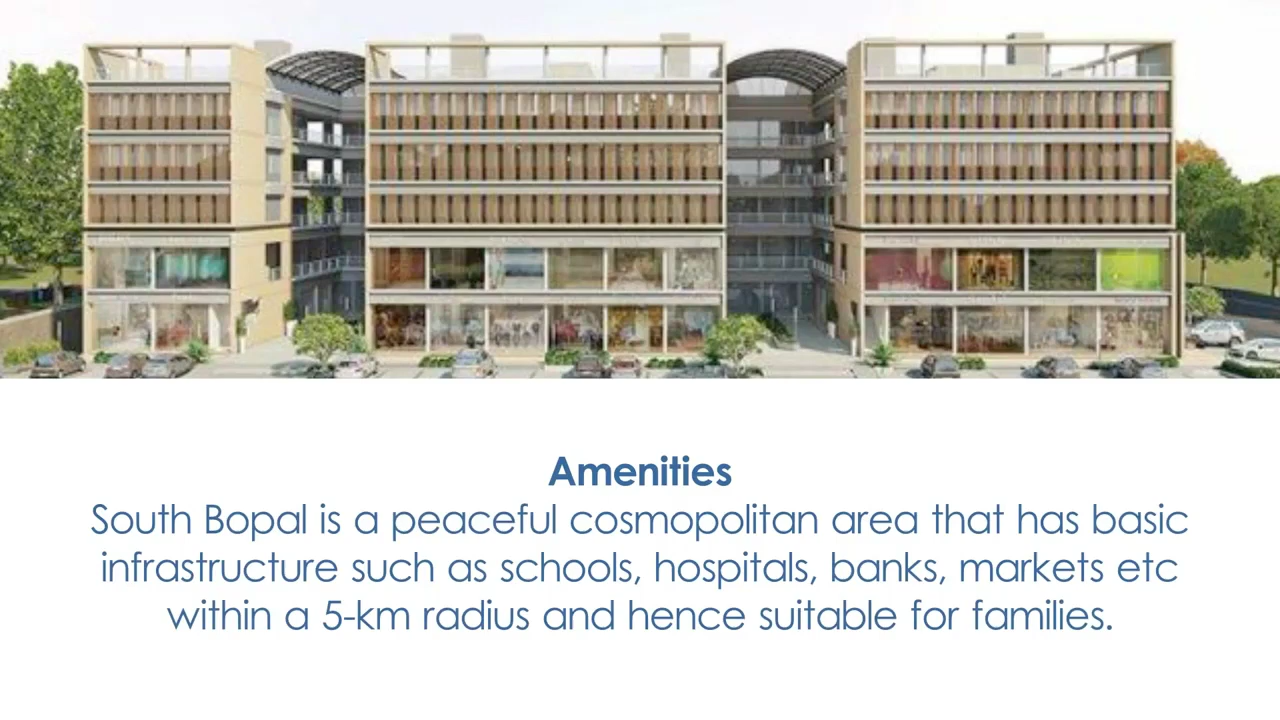 Amenities
South Bopal is a peaceful cosmopolitan area that has basic
infrastructure such as schools, hospitals, banks, markets etc
within a 5-km radius and hence suitable for families.